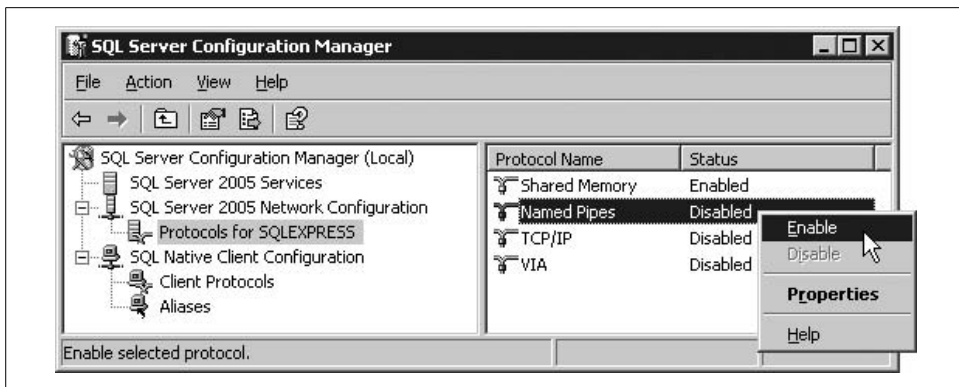 SQL Server Configuration Manager
File Action View Help
SQL Server Configuration Manager (Local)
SQL Server 2005 Services
SQL Server 2005 Network Configuration
Protocols for SQLEXPRESS
SQL Native Client Configuration
Client Protocols
Aliases
Protocol Name Status
Shared Memory Enabled
Named Pipes Disabled
TCP/IP Disabled
VIA Disabled
Enable
Disable
Properties
Help
Enable selected protocol.